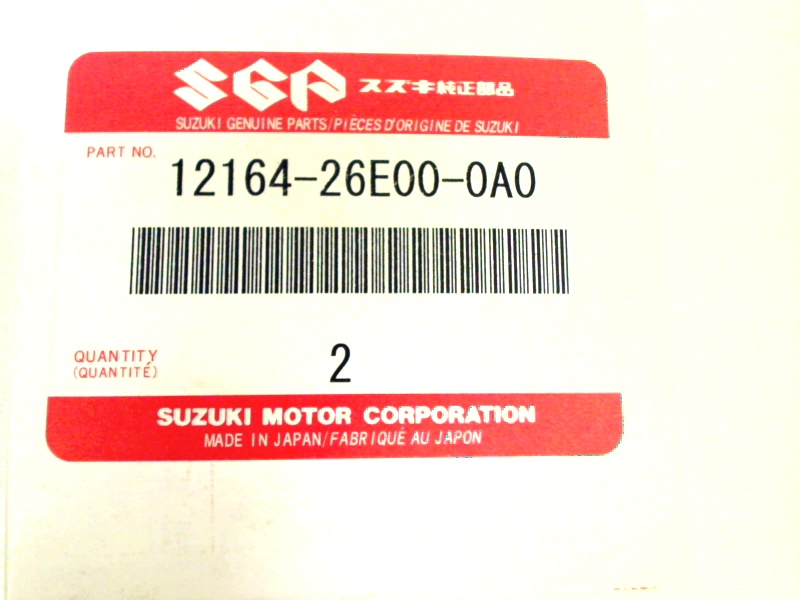 SGP スズキ純正部品
SUZUKI GENUINE PARTS/PIÈCES D'ORIGINE DE SUZUKI
PART NO.
12164-26E00-0A0
QUANTITY
(QUANTITÉ)
2
SUZUKI MOTOR CORPORATION
MADE IN JAPAN/FABRIQUÉ AU JAPON